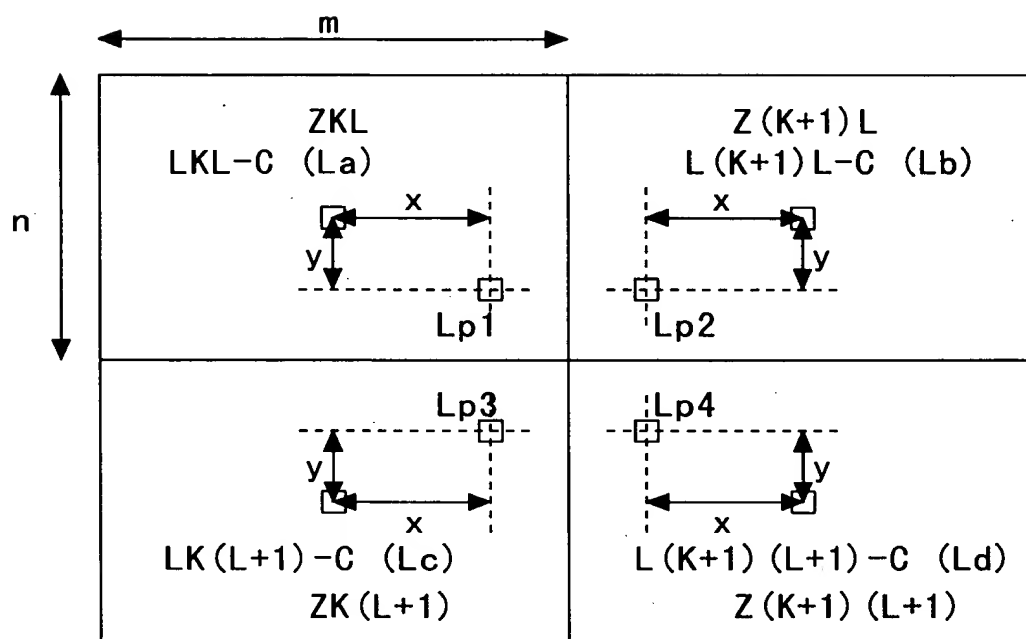 m
n
ZKL
LKL-C (La)
x
y
Lp1
Z(K+1)L
L(K+1)L-C (Lb)
x
y
Lp2
Lp3
y
x
LK(L+1)-C (Lc)
ZK(L+1)
Lp4
y
x
L(K+1)(L+1)-C (Ld)
Z(K+1)(L+1)